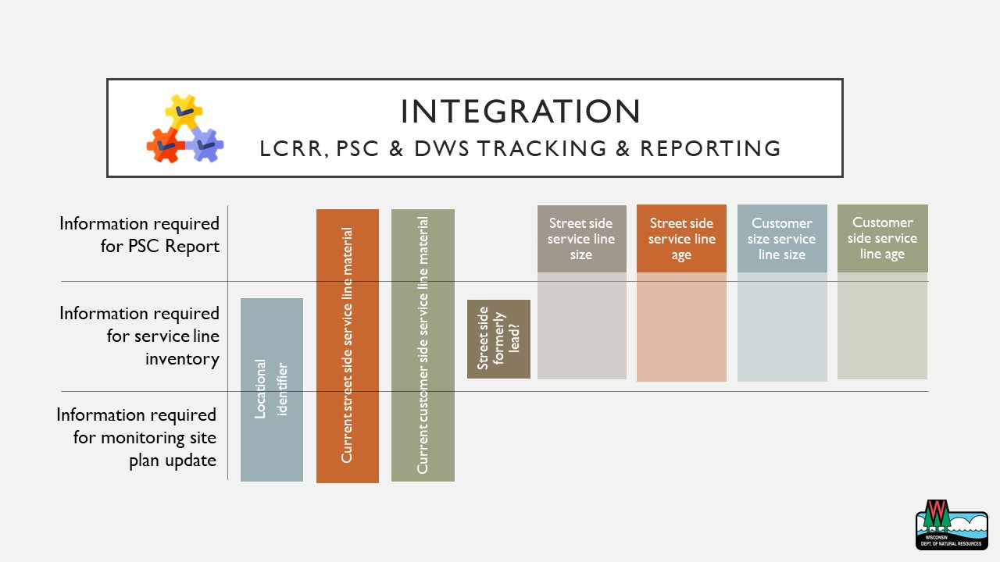 INTEGRATION
LCRR, PSC & DWS TRACKING & REPORTING
Information required
for PSC Report
Information required
for service line
inventory
Information required
for monitoring site
plan update
Locational
identifier
Current street side service line material
Current customer side service line material
Street side
formerly
lead?
Street side
service line
size
Street side
service line
age
Customer
size service
line size
Customer
side service
line age
WISCONSIN
DEPT. OF NATURAL RESOURCES